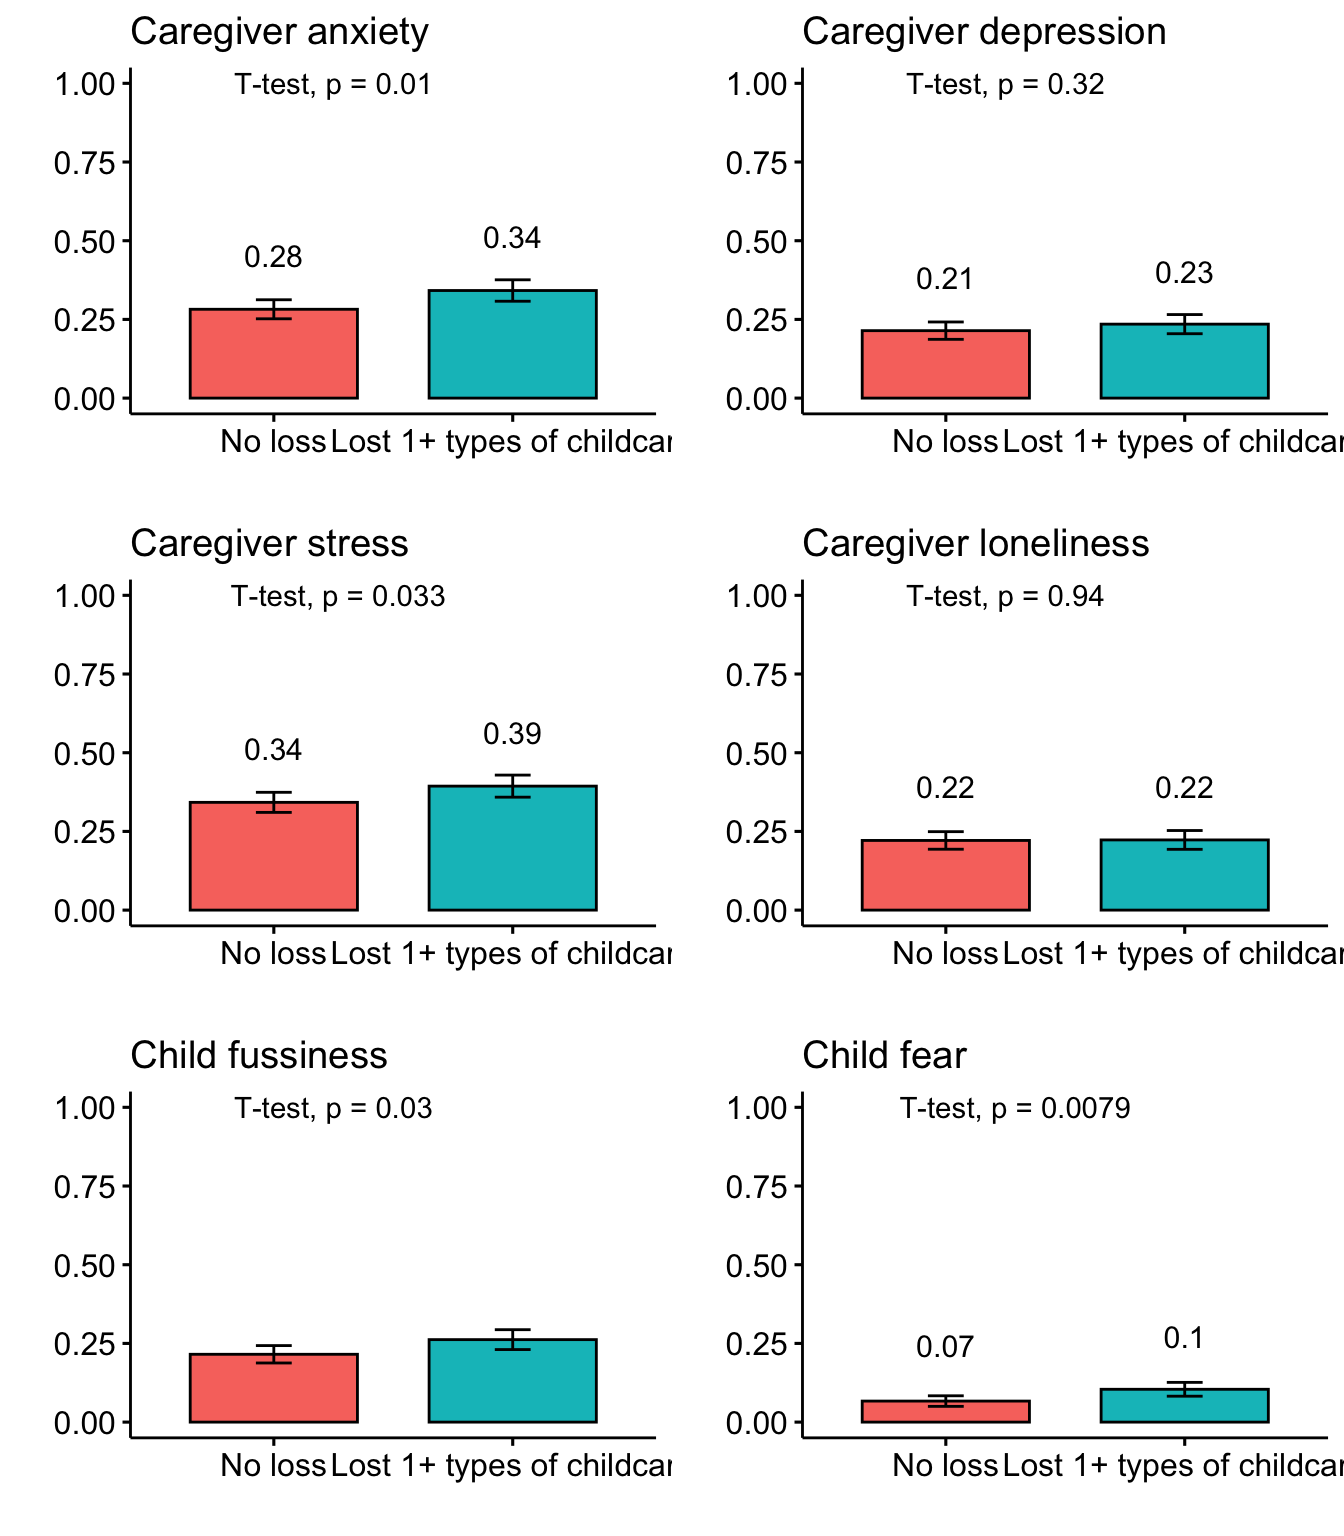 Caregiver anxiety
T-test, p = 0.01
1.00
0.75
0.50
0.25
0.00
0.28
0.34
No loss
Lost 1+ types of childcar
Caregiver depression
T-test, p = 0.32
1.00
0.75
0.50
0.25
0.00
0.21
0.23
No loss
Lost 1+ types of childcar
Caregiver stress
T-test, p = 0.033
1.00
0.75
0.50
0.25
0.00
0.34
0.39
No loss
Lost 1+ types of childcar
Caregiver loneliness
T-test, p = 0.94
1.00
0.75
0.50
0.25
0.00
0.22
0.22
No loss
Lost 1+ types of childcar
Child fussiness
T-test, p = 0.03
1.00
0.75
0.50
0.25
0.00
No loss
Lost 1+ types of childcar
Child fear
T-test, p = 0.0079
1.00
0.75
0.50
0.25
0.00
0.07
0.1
No loss
Lost 1+ types of childcar